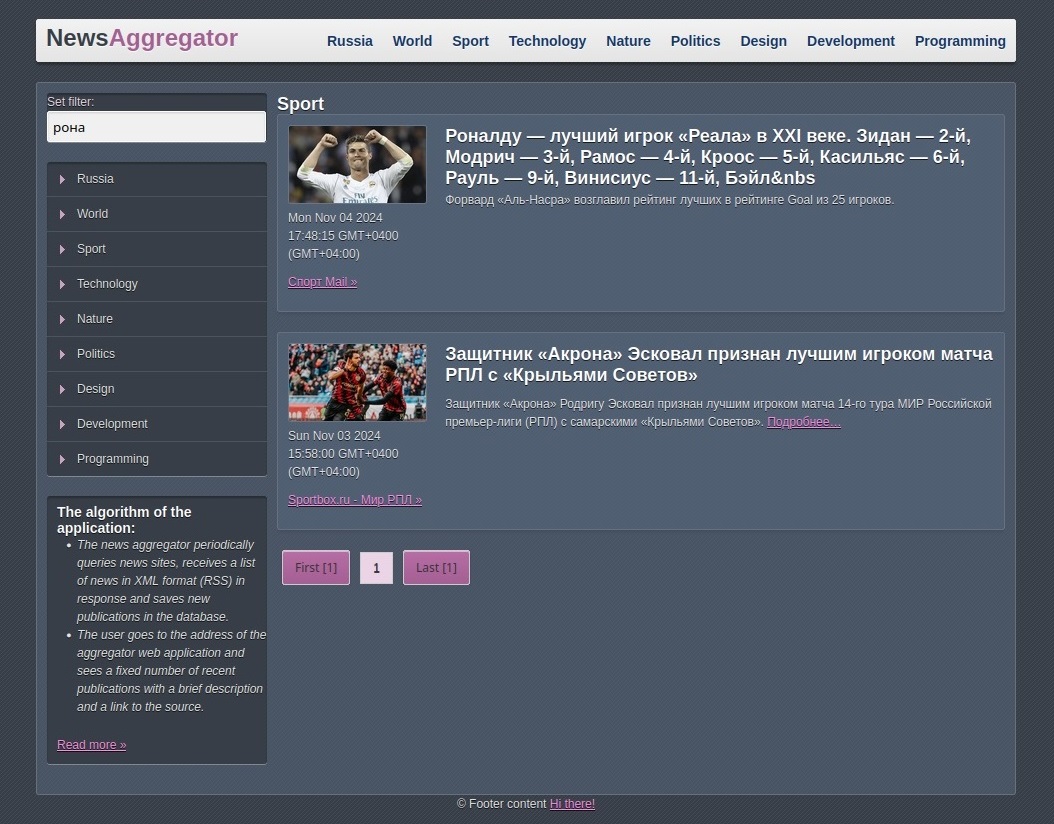 NewsAggregator
Russia World Sport Technology Nature Politics Design Development Programming
Set filter:
рона
Russia
World
Sport
Technology
Nature
Politics
Design
Development
Programming
The algorithm of the
application:
The news aggregator periodically
queries news sites, receives a list
of news in XML format (RSS) in
response and saves new
publications in the database.
The user goes to the address of the
aggregator web application and
sees a fixed number of recent
publications with a brief description
and a link to the source.
Read more »
Sport
Роналду — лучший игрок «Реала» в XXI веке. Зидан — 2-й,
Модрич — 3-й, Рамос — 4-й, Кроос — 5-й, Касильяс — 6-й,
Рауль — 9-й, Винисиус — 11-й, Бэйл&nbs
Форвард «Аль-Насра» возглавил рейтинг лучших в рейтинге Goal из 25 игроков.
Mon Nov 04 2024
17:48:15 GMT+0400
(GMT+04:00)
Спорт Mail »
Защитник «Акрона» Эсковал признан лучшим игроком матча
РПЛ с «Крыльями Советов»
Защитник «Акрона» Родригу Эсковал признан лучшим игроком матча 14-го тура МИР Российской
премьер-лиги (РПЛ) с самарскими «Крыльями Советов». Подробнее…
Sun Nov 03 2024
15:58:00 GMT+0400
(GMT+04:00)
Sportbox.ru - Мир РПЛ »
First [1] 1 Last [1]
© Footer content Hi there!